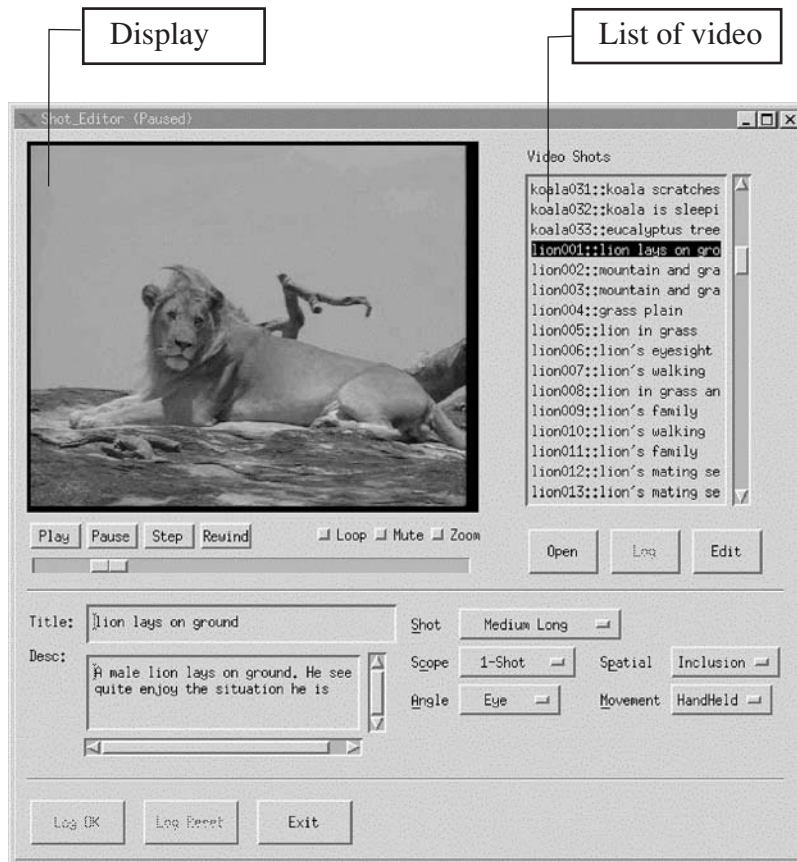 Display
List of video
Shot_Editor (Paused)
Video Shots
koala031::koala scratches
koala032::koala is sleepi
koala033::eucalyptus tree
lion001::lion lays on gro
lion002::mountain and gra
lion003::mountain and gra
lion004::grass plain
lion005::lion in grass
lion006::lion's eyesight
lion007::lion's walking
lion008::lion in grass an
lion009::lion's family
lion010::lion's walking
lion011::lion's family
lion012::lion's mating se
lion013::lion's mating se
Play Pause Step Rewind Loop Mute Zoom
Open Log Edit
Title: lion lays on ground
Shot Medium Long
Desc: A male lion lays on ground. He see
quite enjoy the situation he is
Scope 1-Shot Spatial Inclusion
Angle Eye Movement HandHeld
Log OK Log Reset Exit